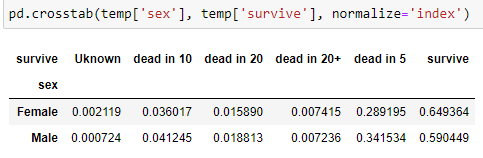 pd.crosstab(temp['sex'], temp['survive'], normalize='index')
survive Uknown dead in 10 dead in 20 dead in 20+ dead in 5 survive
sex
Female 0.002119 0.036017 0.015890 0.007415 0.289195 0.649364
Male 0.000724 0.041245 0.018813 0.007236 0.341534 0.590449